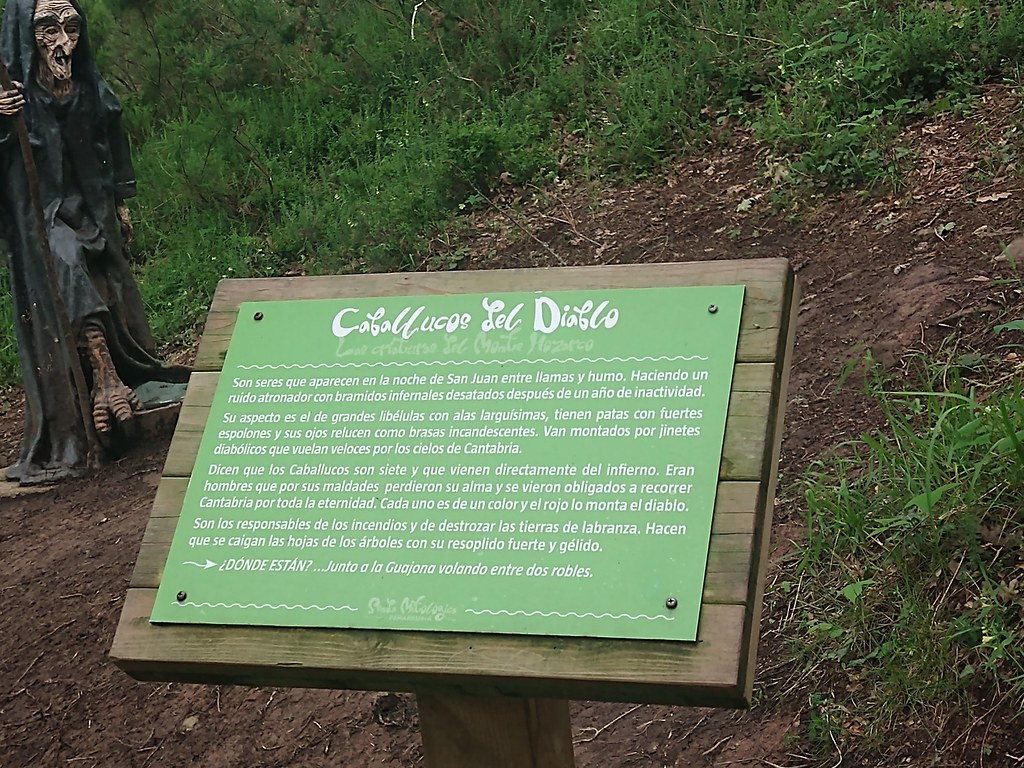 Caballucos del Diablo
Los del Monte
Son seres que aparecen en la noche de San Juan entre llamas y humo. Haciendo un
ruido atronador con bramidos infernales desatados después de un año de inactividad.
Su aspecto es el de grandes libélulas con alas larguísimas, tienen patas con fuertes
espolones y sus ojos relucen como brasas incandescentes. Van montados por jinetes
diabólicos que vuelan veloces por los cielos de Cantabria.
Dicen que los Caballucos son siete y que vienen directamente del infierno. Eran
hombres que por sus maldades perdieron su alma y se vieron obligados a recorrer
Cantabria por toda la eternidad. Cada uno es de un color y el rojo lo monta el diablo.
Son los responsables de los incendios y de destrozar las tierras de labranza. Hacen
que se caigan las hojas de los árboles con su resoplido fuerte y gélido.
¿DÓNDE ESTÁN? ...Junto a la Guajona volando entre dos robles.